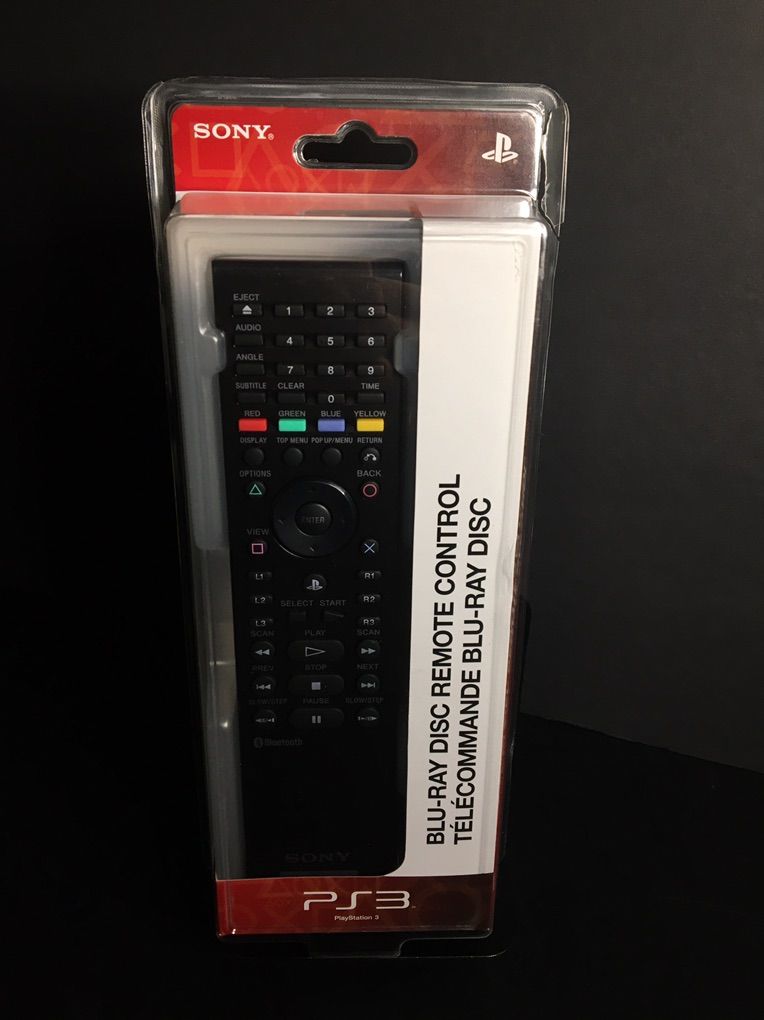 SONY®
EJECT
1 2 3
AUDIO
4 5 6
ANGLE
7 8 9
SUBTITLE CLEAR TIME
0
RED GREEN BLUE YELLOW
DISPLAY TOP MENU POP UP/MENU RETURN
OPTIONS BACK
ENTER
VIEW
L1 R1
L2 R2
SELECT START
L3 R3
SCAN PLAY SCAN
PREV STOP NEXT
SLOW/STEP PAUSE SLOW/STEP
Bluetooth
SONY
BLU-RAY DISC REMOTE CONTROL
TÉLÉCOMMANDE BLU-RAY DISC
PS3™
PlayStation 3